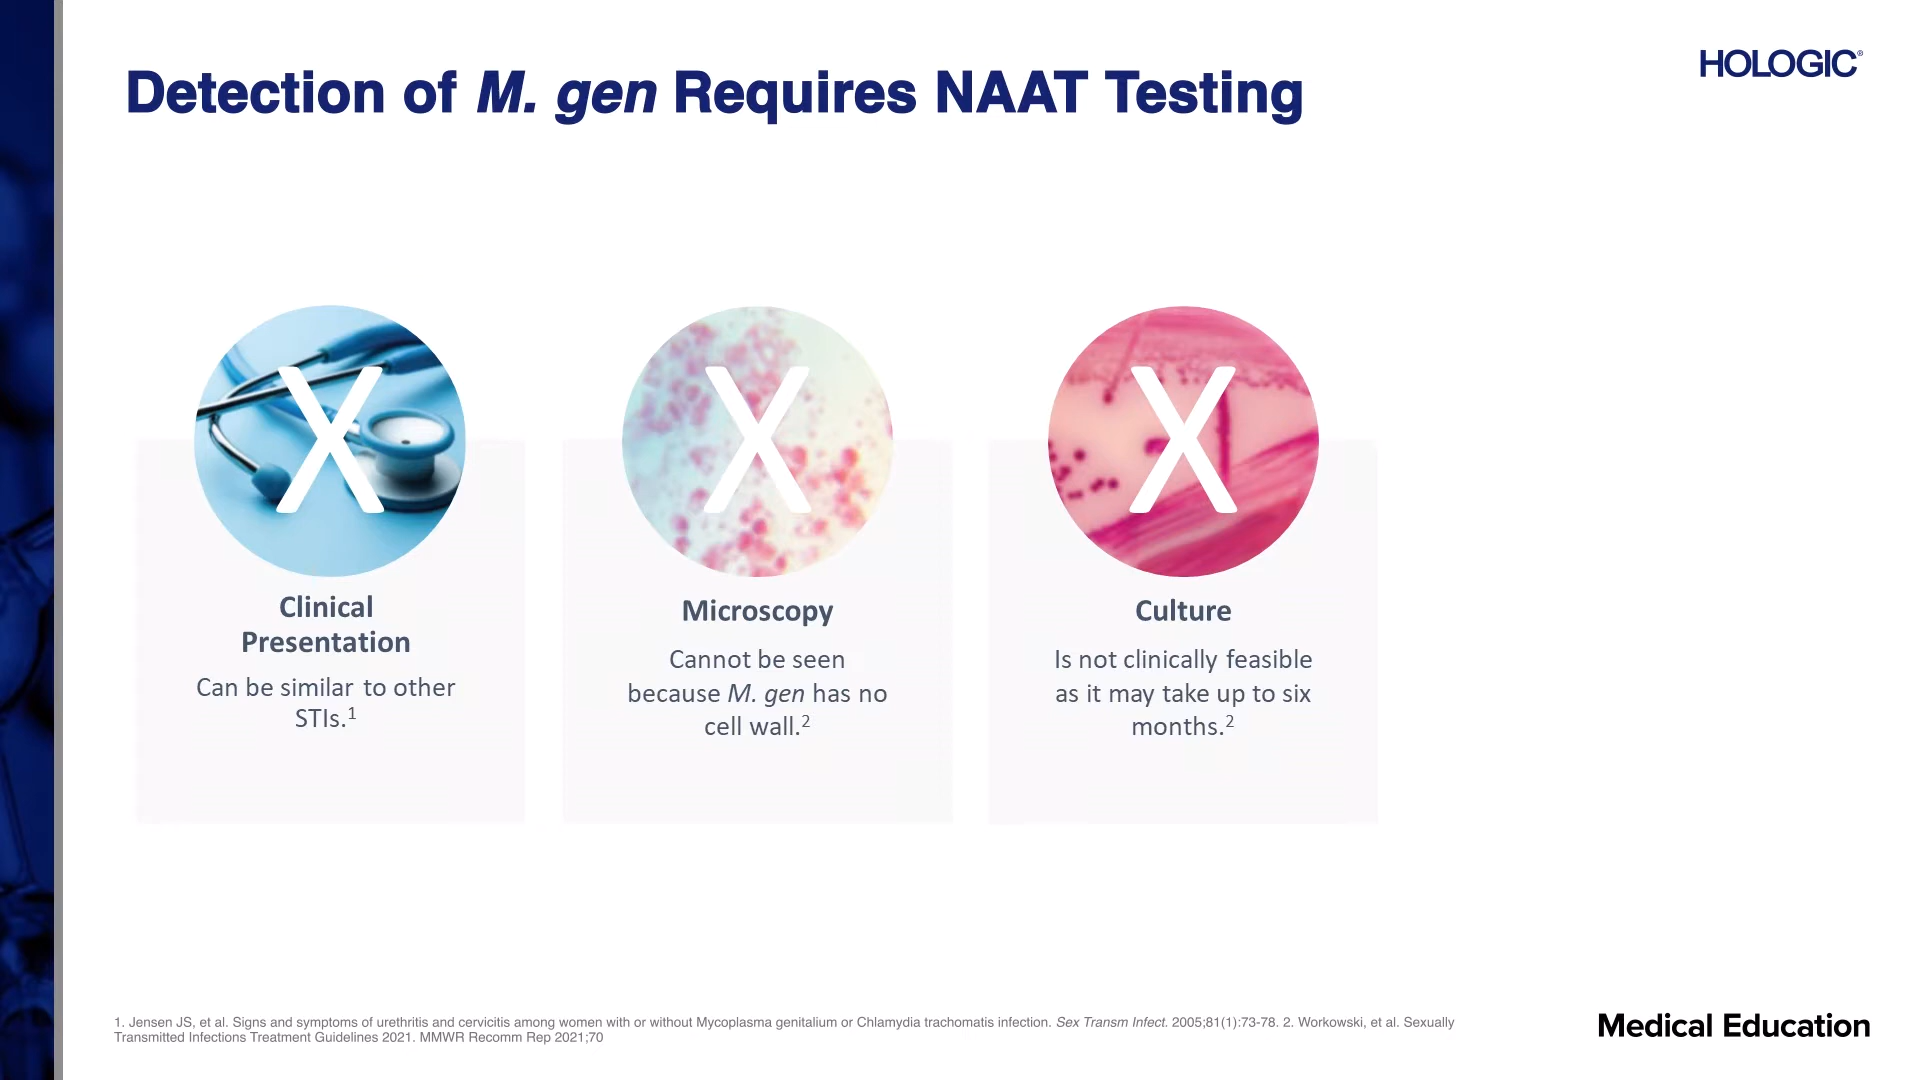 HOLOGIC®
Detection of M. gen Requires NAAT Testing
X
X
X
Clinical
Presentation
Can be similar to other
STIs.1
Microscopy
Cannot be seen
because M. gen has no
cell wall.2
Culture
Is not clinically feasible
as it may take up to six
months.2
1. Jensen JS, et al. Signs and symptoms of urethritis and cervicitis among women with or without Mycoplasma genitalium or Chlamydia trachomatis infection. Sex Transm Infect. 2005;81(1):73-78. 2. Workowski, et al. Sexually
Transmitted Infections Treatment Guidelines 2021. MMWR Recomm Rep 2021;70
Medical Education